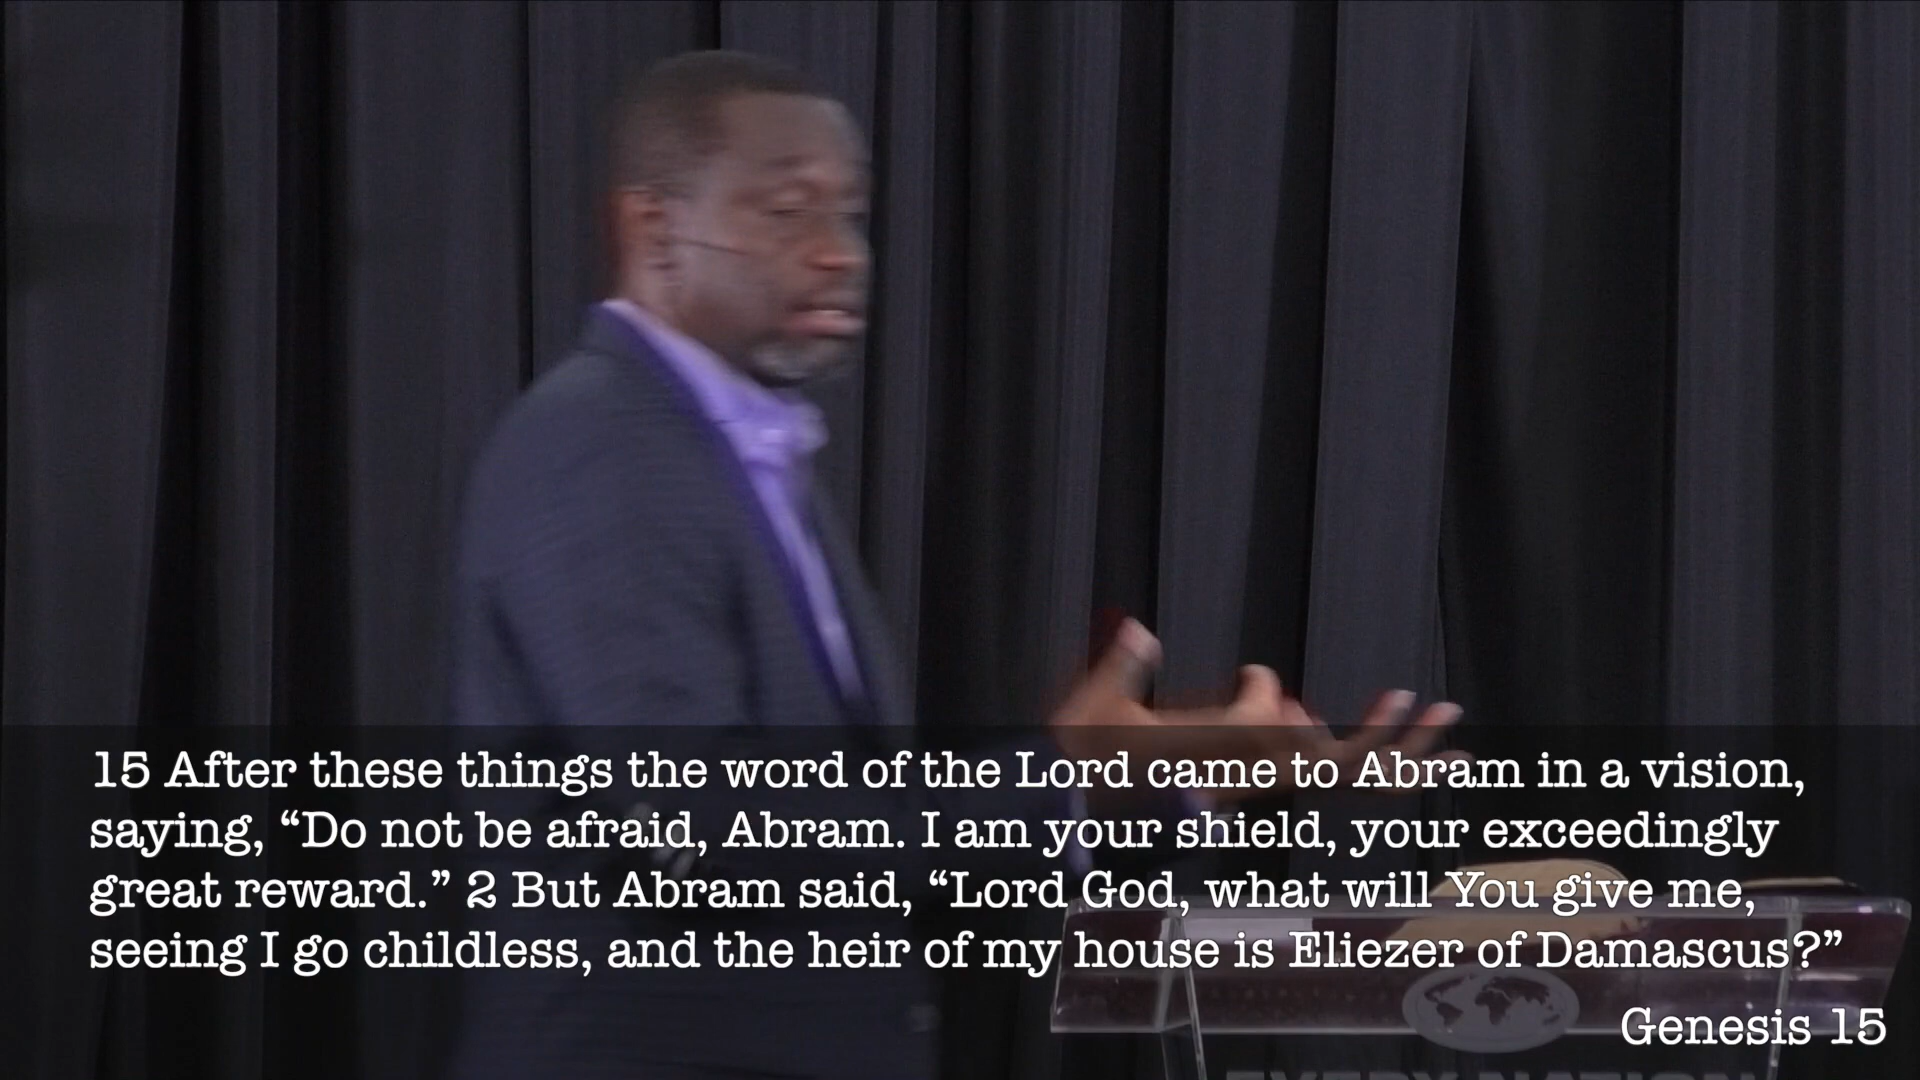 15 After these things the word of the Lord came to Abram in a vision,
saying, “Do not be afraid, Abram. I am your shield, your exceedingly
great reward.” 2 But Abram said, “Lord God, what will You give me,
seeing I go childless, and the heir of my house is Eliezer of Damascus?”
Genesis 15
EVERY NATION